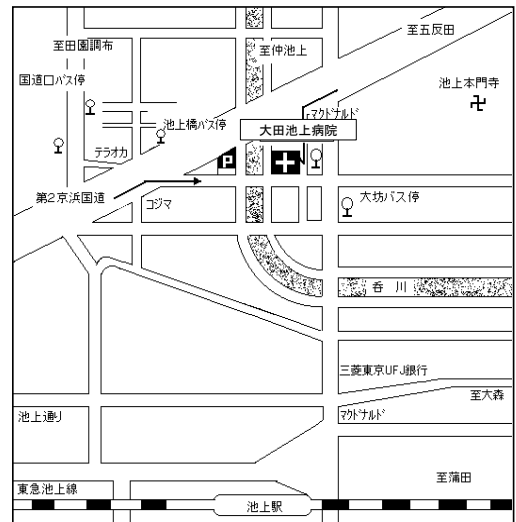 至五反田
至田園調布
至仲池上
国道口バス停
池上本門寺
マクドナルド
池上橋バス停
大田池上病院
テラオカ
P
第2京浜国道
コジマ
大坊バス停
呑 川
三菱東京UFJ銀行
至大森
池上通り
マクドナルド
至蒲田
東急池上線
池上駅